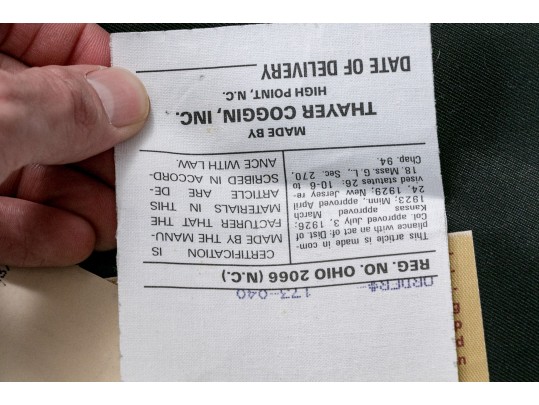 ORDER# 173-040
REG. NO. OHIO 2066 (N.C.)
This article is made in com-
pliance with an act of: Dist of
Col. approved July 3, 1926;
Kansas approved March
1923; Minn; approved April
24, 1929; New Jersey re-
vised statutes 26: 10-6 to
18 Mass. G.L. Sec. 270,
Chap. 94.
CERTIFICATION IS
MADE BY THE MANU-
FACTURER THAT THE
MATERIALS IN THIS
ARTICLE ARE DE-
SCRIBED IN ACCORD-
ANCE WITH LAW.
MADE BY
THAYER COGGIN, INC.
HIGH POINT, N.C.
DATE OF DELIVERY